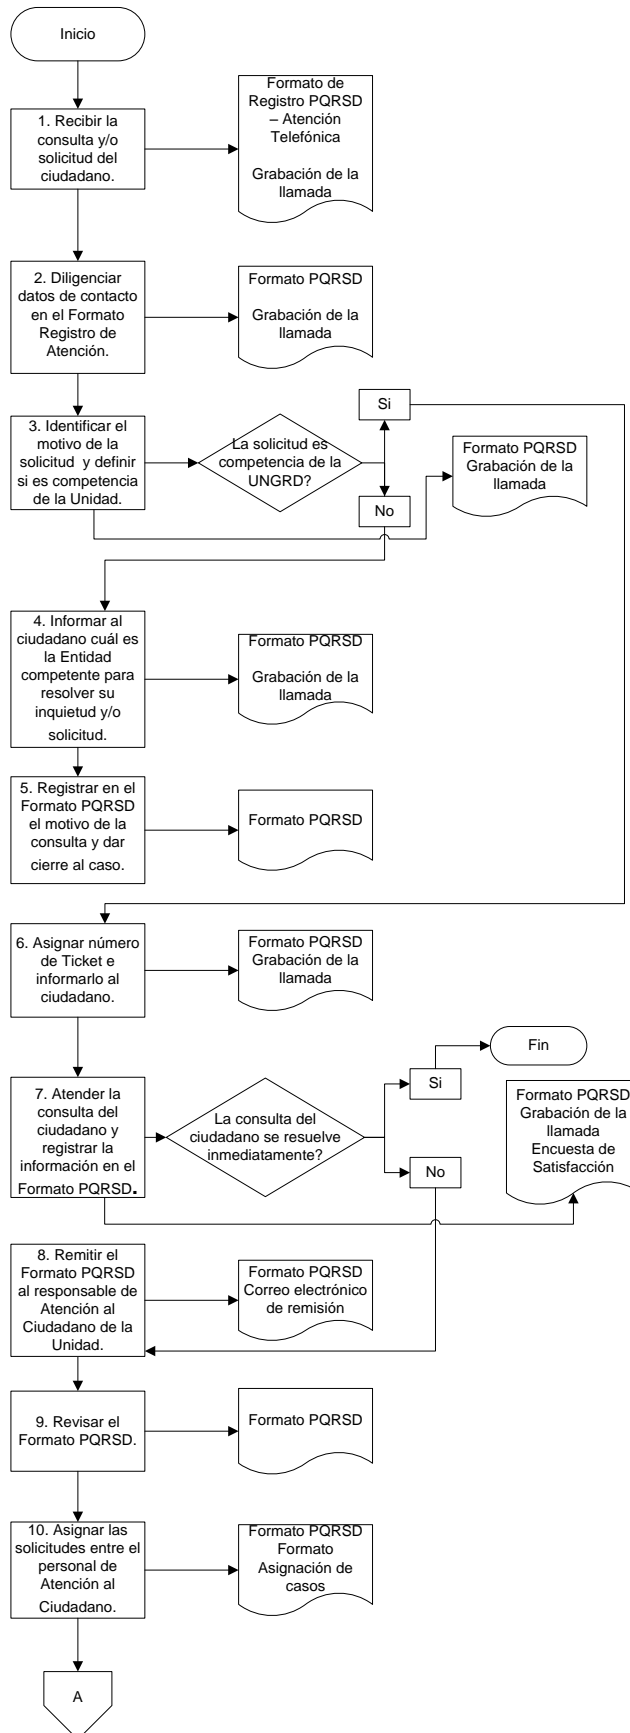 Inicio
1. Recibir la
consulta y/o
solicitud del
ciudadano.
Formato de
Registro PQRSD
– Atención
Telefónica
Grabación de la
llamada
2. Diligenciar
datos de contacto
en el Formato
Registro de
Atención.
Formato PQRSD
Grabación de la
llamada
3. Identificar el
motivo de la
solicitud y definir
si es competencia
de la Unidad.
La solicitud es
competencia de la
UNGRD?
Si
No
Formato PQRSD
Grabación de la
llamada
4. Informar al
ciudadano cuál es
la Entidad
competente para
resolver su
inquietud y/o
solicitud.
Formato PQRSD
Grabación de la
llamada
5. Registrar en el
Formato PQRSD
el motivo de la
consulta y dar
cierre al caso.
Formato PQRSD
6. Asignar número
de Ticket e
informarlo al
ciudadano.
Formato PQRSD
Grabación de la
llamada
7. Atender la
consulta del
ciudadano y
registrar la
información en el
Formato PQRSD.
La consulta del
ciudadano se resuelve
inmediatamente?
Si
No
Fin
Formato PQRSD
Grabación de la
llamada
Encuesta de
Satisfacción
8. Remitir el
Formato PQRSD
al responsable de
Atención al
Ciudadano de la
Unidad.
Formato PQRSD
Correo electrónico
de remisión
9. Revisar el
Formato PQRSD.
Formato PQRSD
10. Asignar las
solicitudes entre el
personal de
Atención al
Ciudadano.
Formato PQRSD
Formato
Asignación de
casos
A